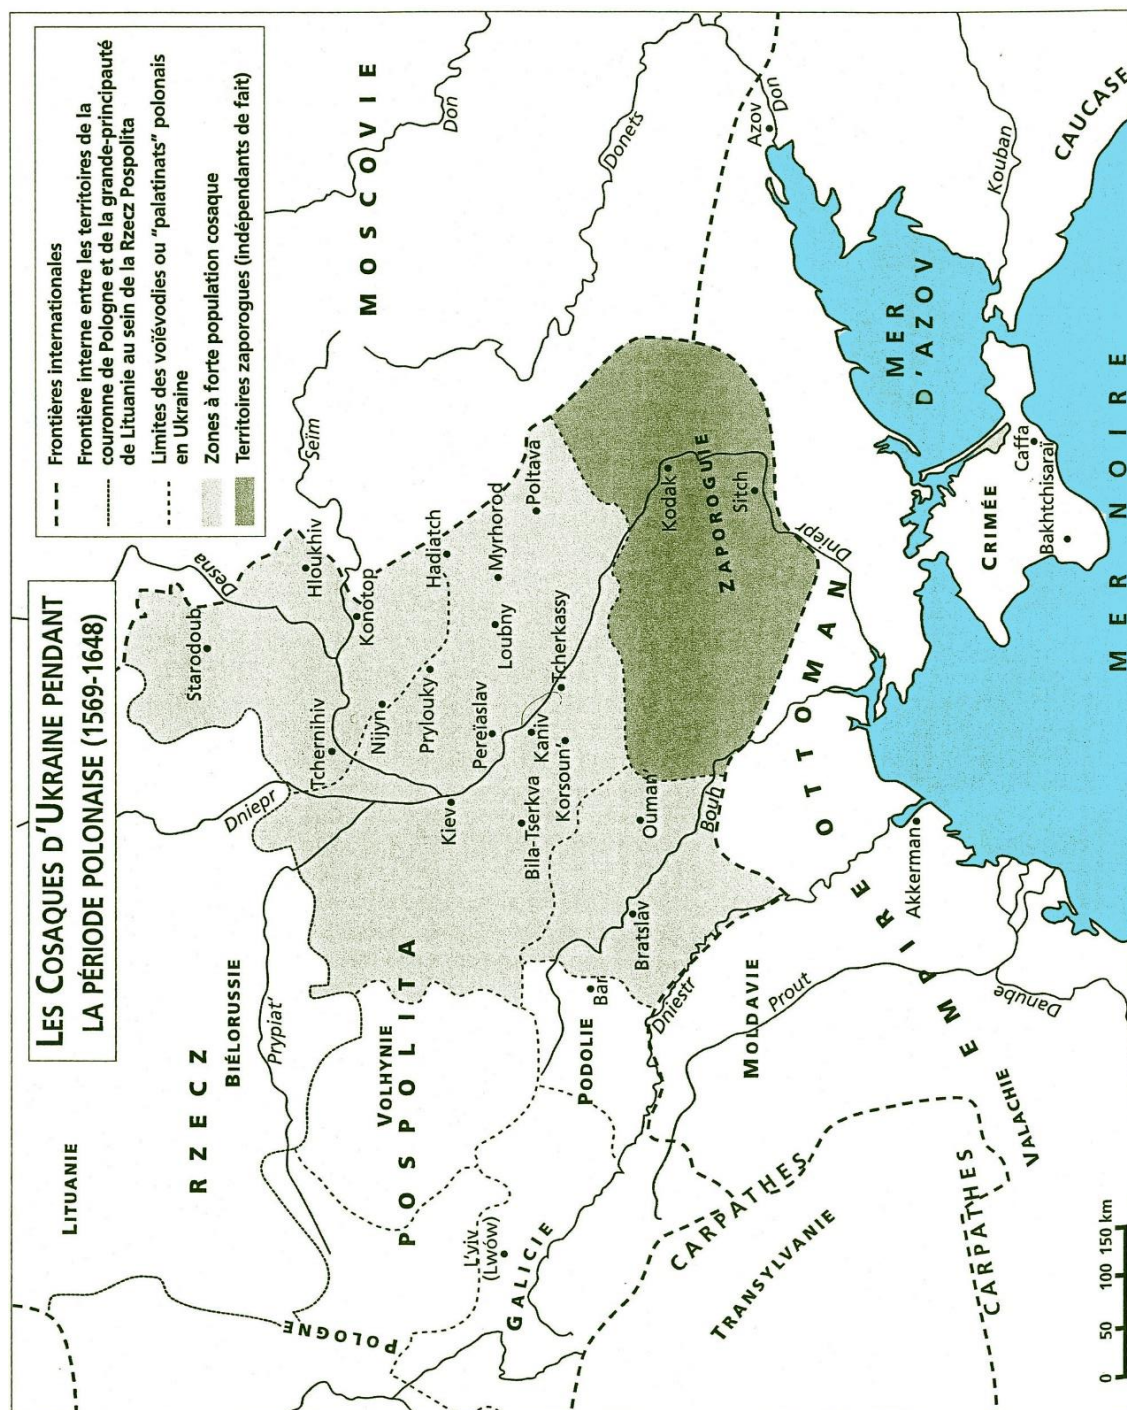 LES COSAQUES D'UKRAINE PENDANT
LA PÉRIODE POLONAISE (1569-1648)
Frontières internationales
Frontière interne entre les territoires de la
couronne de Pologne et de la grande-principauté
de Lituanie au sein de la Rzecz Pospolita
Limites des voïévodies ou "palatinats" polonais
en Ukraine
Zones à forte population cosaque
Territoires zaporogues (indépendants de fait)
LITUANIE
RZECZ
POSPOLITA
BIÉLORUSSIE
Prypiat'
Dniepr
Desna
Starodoub
Hloukhiv
Seïm
MOSCOVIE
Don
Konotop
Tchernihiv
Nijyn
Hadiatch
Prylouky
VOLHYNIE
POLOGNE
Kiev
Pereïaslav
Loubny
Myrhorod
Poltava
Donets
L'viv
(Lwów)
GALICIE
Bila-Tserkva
Kaniv
Korsoun'
Tcherkassy
PODOLIE
Bar
Bratslâv
Ouman
Kodak
Sitch
ZAPOROGUIE
Bouh
Dniestr
Dniepr
Azov
Don
CARPATHES
MOLDAVIE
Prout
EMPIRE OTTOMAN
TRANSYLVANIE
Akkerman
MER
D'AZOV
CRIMÉE
Caffa
Bakhtchisaraï
Kouban
CAUCASE
CARPATHES
VALACHE
Danube
MER NOIRE
0 50 100 150 km